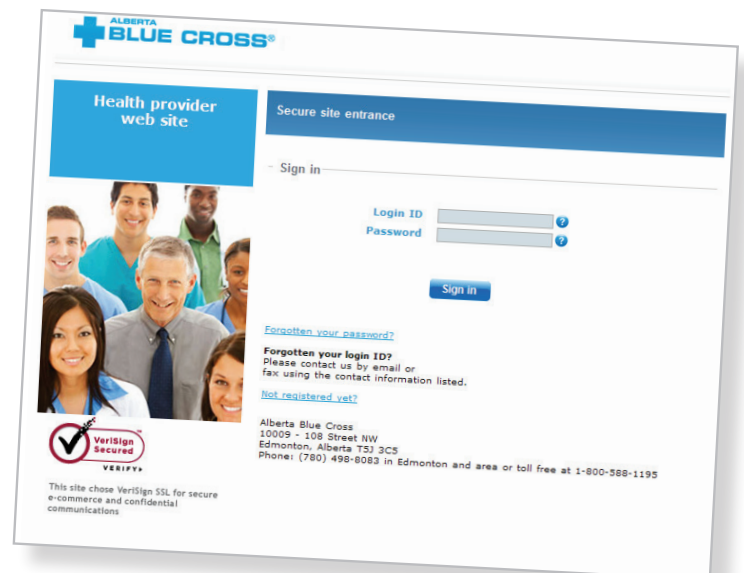 ALBERTA
BLUE CROSS®
Health provider
web site
Secure site entrance
Sign in
Login ID
?
Password
?
Sign in
Forgotten your password?
Forgotten your login ID?
Please contact us by email or
fax using the contact information listed.
Not registered yet?
Alberta Blue Cross
10009 - 108 Street NW
Edmonton, Alberta T5J 3C5
Phone: (780) 498-8083 in Edmonton and area or toll free at 1-800-588-1195
VeriSign
Secured
VERIFY
This site chose VeriSign SSL for secure
e-commerce and confidential
communications